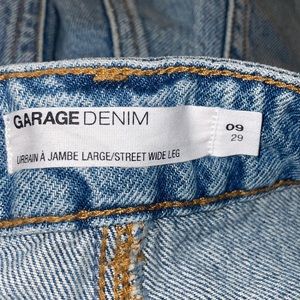 GARAGE DENIM
09
29
URBAIN À JAMBE LARGE/STREET WIDE LEG